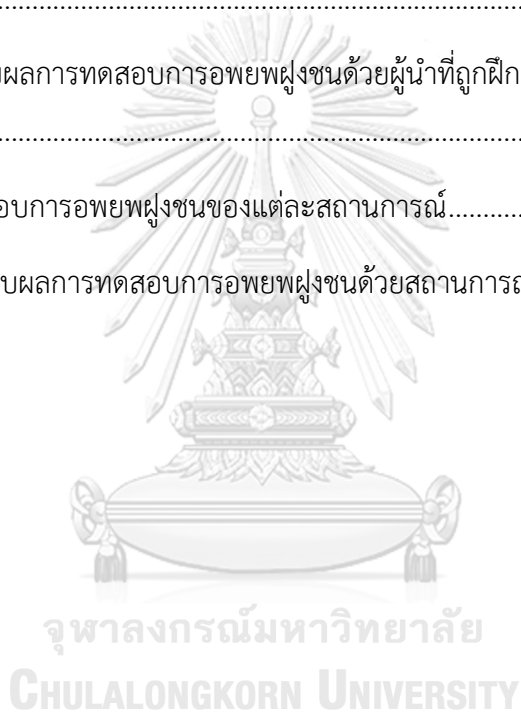 ................................................................
ผลการทดสอบการอพยพฝูงชนด้วยผู้นำที่ถูกฝึก
................................................................
อบการอพยพฝูงชนของแต่ละสถานการณ์............
บผลการทดสอบการอพยพฝูงชนด้วยสถานการ
จุฬาลงกรณ์มหาวิทยาลัย
CHULALONGKORN UNIVERSITY